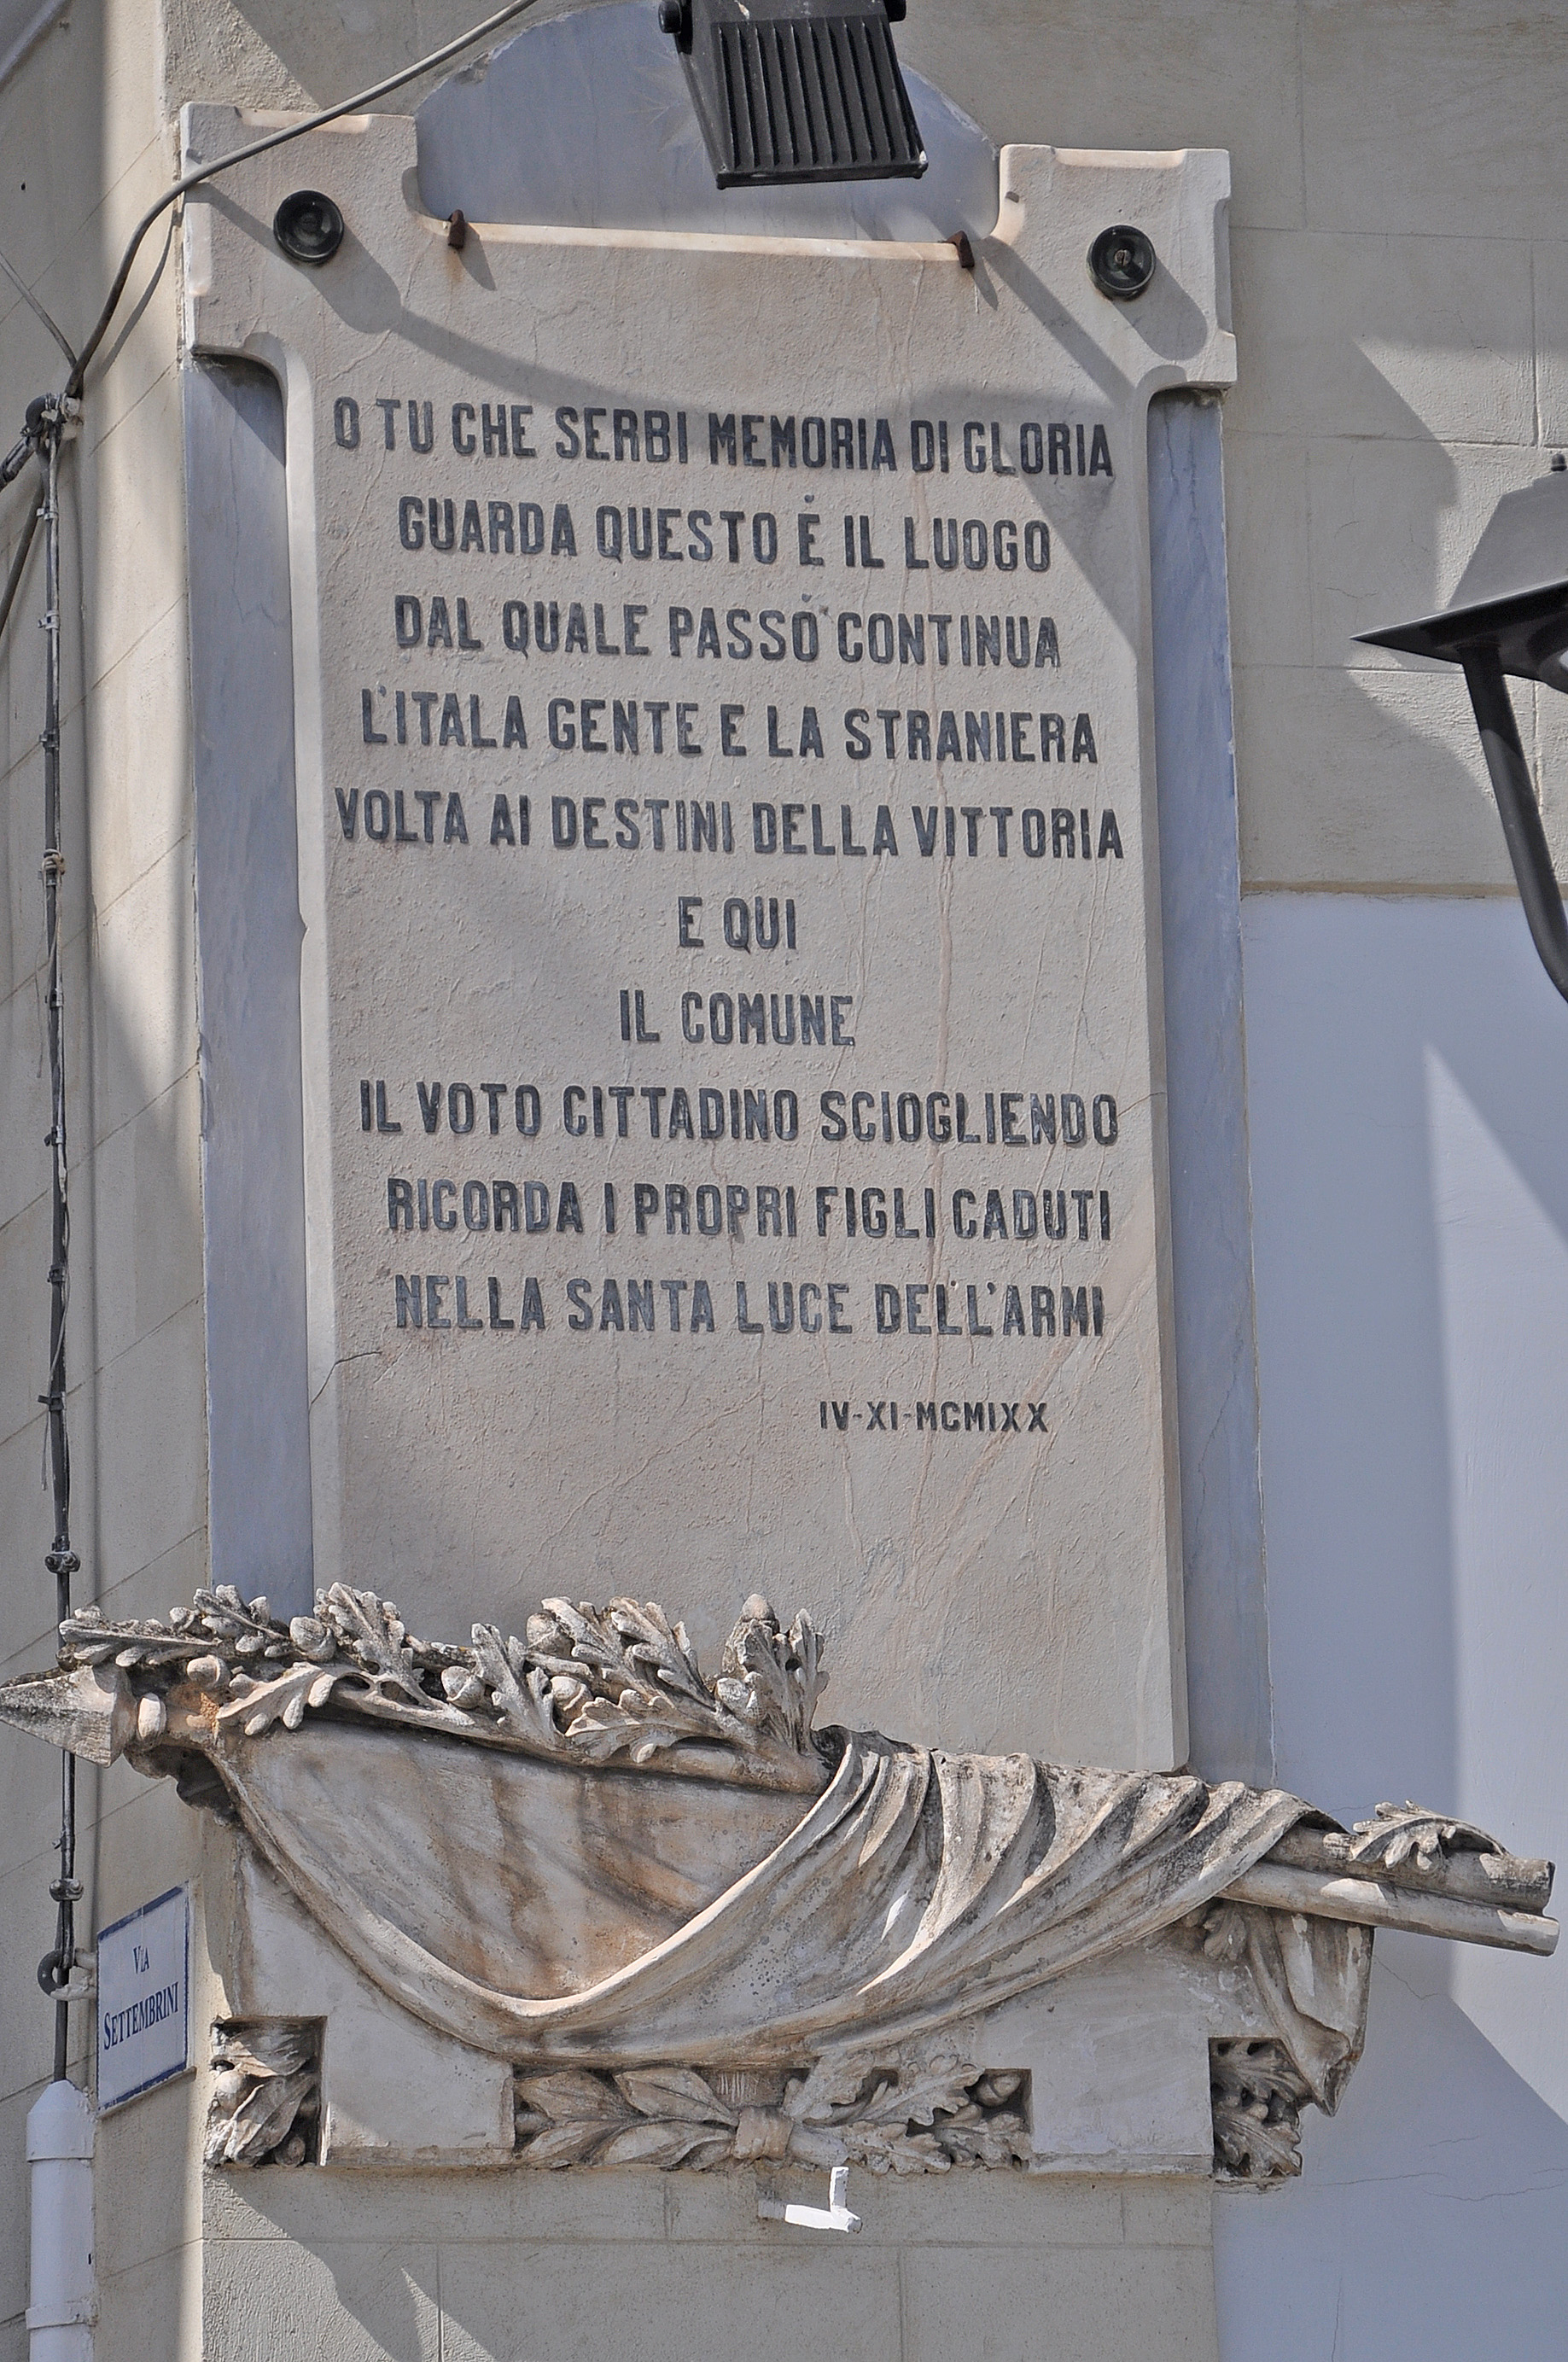 O TU CHE SERBI MEMORIA DI GLORIA
GUARDA QUESTO È IL LUOGO
DAL QUALE PASSÒ CONTINUA
L'ITALA GENTE E LA STRANIERA
VOLTA AI DESTINI DELLA VITTORIA
E QUI
IL COMUNE
IL VOTO CITTADINO SCIOGLIENDO
RICORDA I PROPRI FIGLI CADUTI
NELLA SANTA LUCE DELL'ARMI
IV-XI-MCMIXX
VIA
SETTEMBRINI